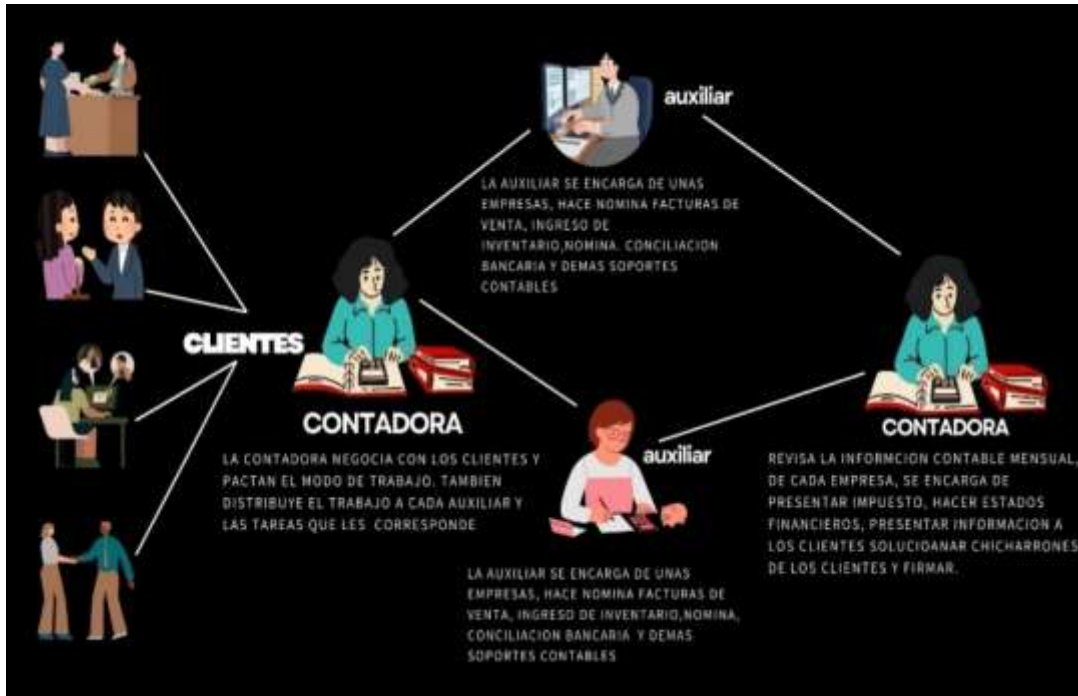 auxiliar
LA AUXILIAR SE ENCARGA DE UNAS
EMPRESAS, HACE NOMINA FACTURAS DE
VENTA, INGRESO DE
INVENTARIO,NOMINA. CONCILIACION
BANCARIA Y DEMAS SOPORTES
CONTABLES
CLIENTES
CONTADORA
LA CONTADORA NEGOCIA CON LOS CLIENTES Y
PACTAN EL MODO DE TRABAJO. TAMBIEN
DISTRIBUYE EL TRABAJO A CADA AUXILIAR Y
LAS TAREAS QUE LES CORRESPONDE
auxiliar
LA AUXILIAR SE ENCARGA DE UNAS
EMPRESAS, HACE NOMINA FACTURAS DE
VENTA, INGRESO DE INVENTARIO,NOMINA,
CONCILIACION BANCARIA Y DEMAS
SOPORTES CONTABLES
CONTADORA
REVISA LA INFORMCION CONTABLE MENSUAL,
DE CADA EMPRESA, SE ENCARGA DE
PRESENTAR IMPUESTO, HACER ESTADOS
FINANCIEROS, PRESENTAR INFORMACION A
LOS CLIENTES SOLUCIOANAR CHICHARRONES
DE LOS CLIENTES Y FIRMAR.